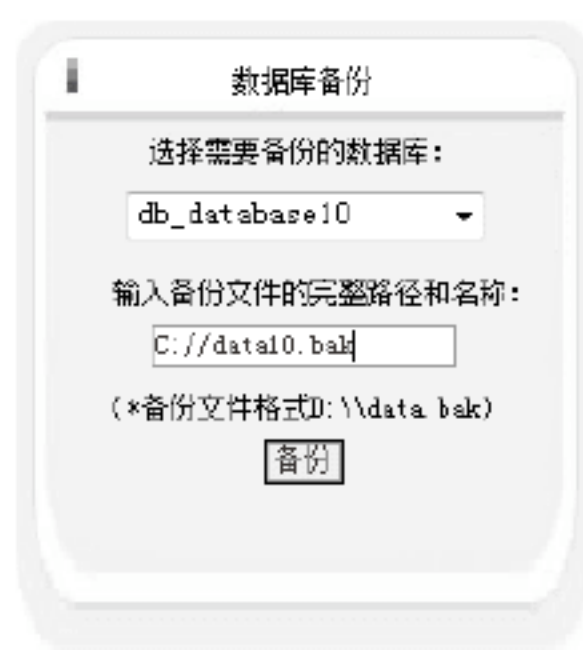 数据库备份
选择需要备份的数据库：
db_database10
输入备份文件的完整路径和名称：
C://data10.bak
(*备份文件格式D:\\data.bak)
备份